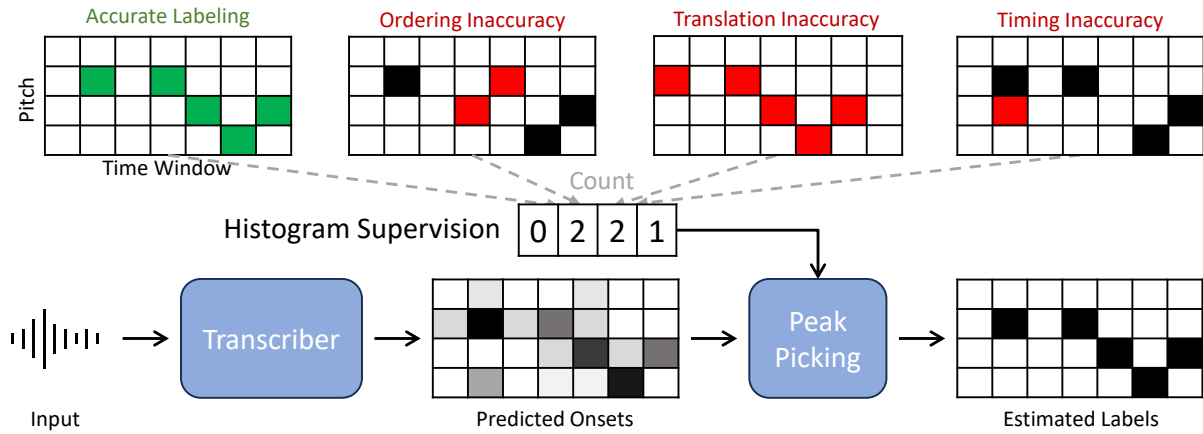 Accurate Labeling
Ordering Inaccuracy
Translation Inaccuracy
Timing Inaccuracy
Pitch
Time Window
Count
Histogram Supervision
0 2 2 1
Transcriber
Peak
Picking
Input
Predicted Onsets
Estimated Labels